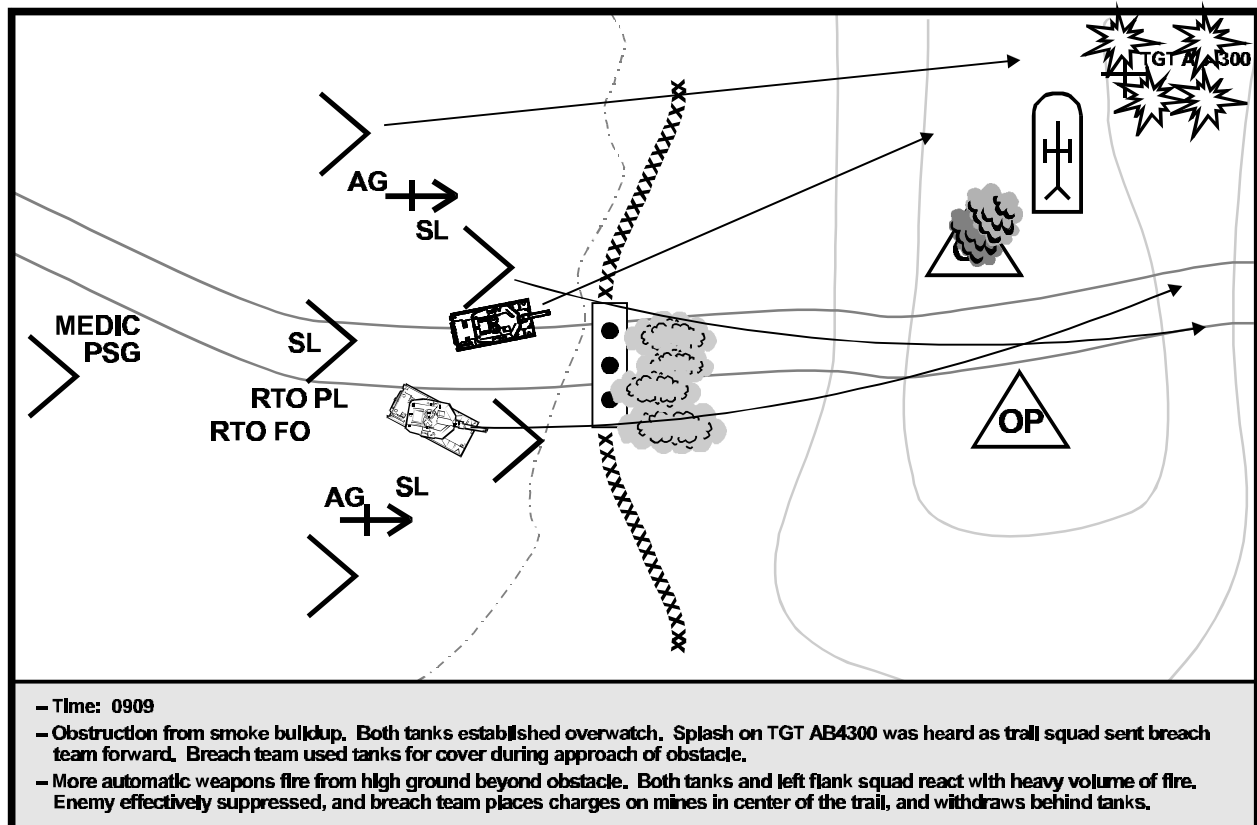 TGT A 4300
AG
SL
MEDIC
PSG
SL
RTO PL
RTO FO
OP
AG
SL
– Time: 0909
– Obstruction from smoke buildup. Both tanks established overwatch. Splash on TGT AB4300 was heard as trail squad sent breach
team forward. Breach team used tanks for cover during approach of obstacle.
– More automatic weapons fire from high ground beyond obstacle. Both tanks and left flank squad react with heavy volume of fire.
Enemy effectively suppressed, and breach team places charges on mines in center of the trail, and withdraws behind tanks.